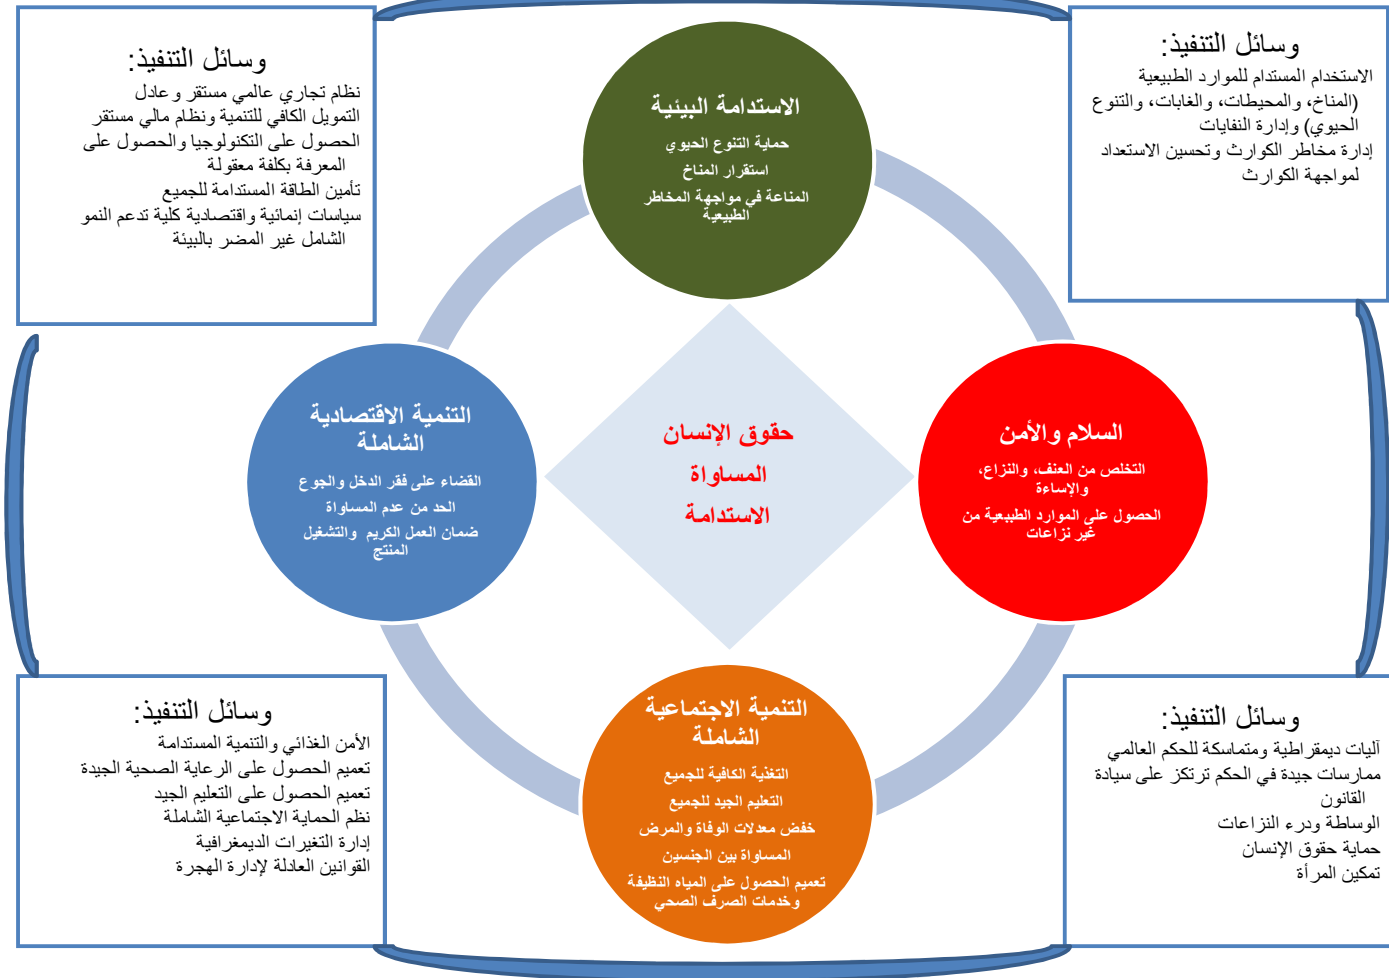 وسائل التنفيذ:
الاستخدام المستدام للموارد الطبيعية
(المناخ، والمحيطات، والغابات، والتنوع
الحيوي) وإدارة النفايات
إدارة مخاطر الكوارث وتحسين الاستعداد
لمواجهة الكوارث
الاستدامة البيئية
حماية التنوع الحيوي
استقرار المناخ
المناعة في مواجهة المخاطر
الطبيعية
وسائل التنفيذ:
نظام تجاري عالمي مستقر وعادل
التمويل الكافي للتنمية ونظام مالي مستقر
الحصول على التكنولوجيا والحصول على
المعرفة بكلفة معقولة
تأمين الطاقة المستدامة للجميع
سياسات إنمائية واقتصادية كلية تدعم النمو
الشامل غير المضر بالبيئة
السلام والأمن
التخلص من العنف، والنزاع،
والإساءة
الحصول على الموارد الطبيعية من
غير نزاعات
حقوق الإنسان
المساواة
الاستدامة
التنمية الاقتصادية
الشاملة
القضاء على فقر الدخل والجوع
الحد من عدم المساواة
ضمان العمل الكريم والتشغيل
المنتج
وسائل التنفيذ:
آليات ديمقراطية ومتماسكة للحكم العالمي
ممارسات جيدة في الحكم ترتكز على سيادة
القانون
الوساطة ودرء النزاعات
حماية حقوق الإنسان
تمكين المرأة
التنمية الاجتماعية
الشاملة
التغذية الكافية للجميع
التعليم الجيد للجميع
خفض معدلات الوفاة والمرض
المساواة بين الجنسين
تعميم الحصول على المياه النظيفة
وخدمات الصرف الصحي
وسائل التنفيذ:
الأمن الغذائي والتنمية المستدامة
تعميم الحصول على الرعاية الصحية الجيدة
تعميم الحصول على التعليم الجيد
نظم الحماية الاجتماعية الشاملة
إدارة التغيرات الديمغرافية
القوانين العادلة لإدارة الهجرة